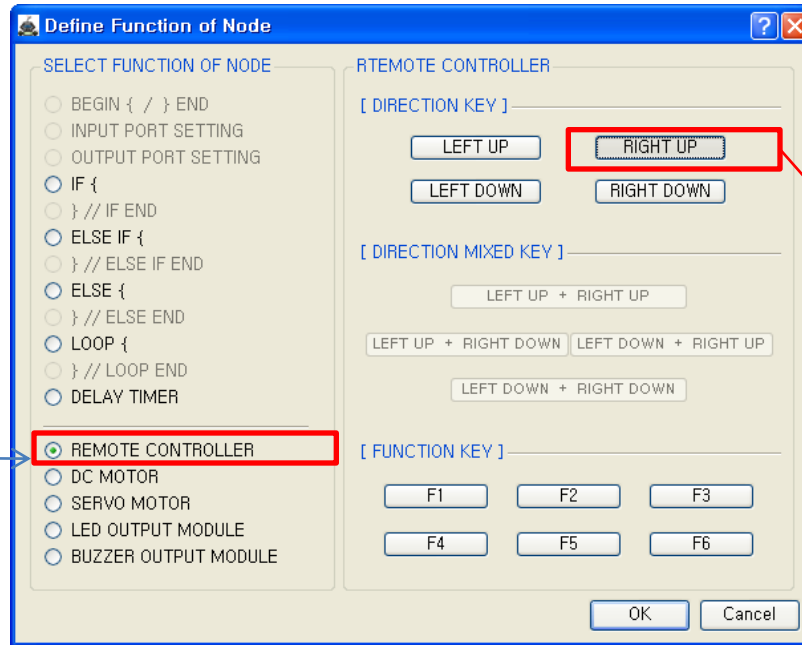 Define Function of Node
SELECT FUNCTION OF NODE
BEGIN { / } END
INPUT PORT SETTING
OUTPUT PORT SETTING
IF {
} // IF END
ELSE IF {
} // ELSE IF END
ELSE {
} // ELSE END
LOOP {
} // LOOP END
DELAY TIMER
REMOTE CONTROLLER
DC MOTOR
SERVO MOTOR
LED OUTPUT MODULE
BUZZER OUTPUT MODULE
RTEMOTE CONTROLLER
[ DIRECTION KEY ]
LEFT UP RIGHT UP
LEFT DOWN RIGHT DOWN
[ DIRECTION MIXED KEY ]
LEFT UP + RIGHT UP
LEFT UP + RIGHT DOWN LEFT DOWN + RIGHT UP
LEFT DOWN + RIGHT DOWN
[ FUNCTION KEY ]
F1 F2 F3
F4 F5 F6
OK Cancel